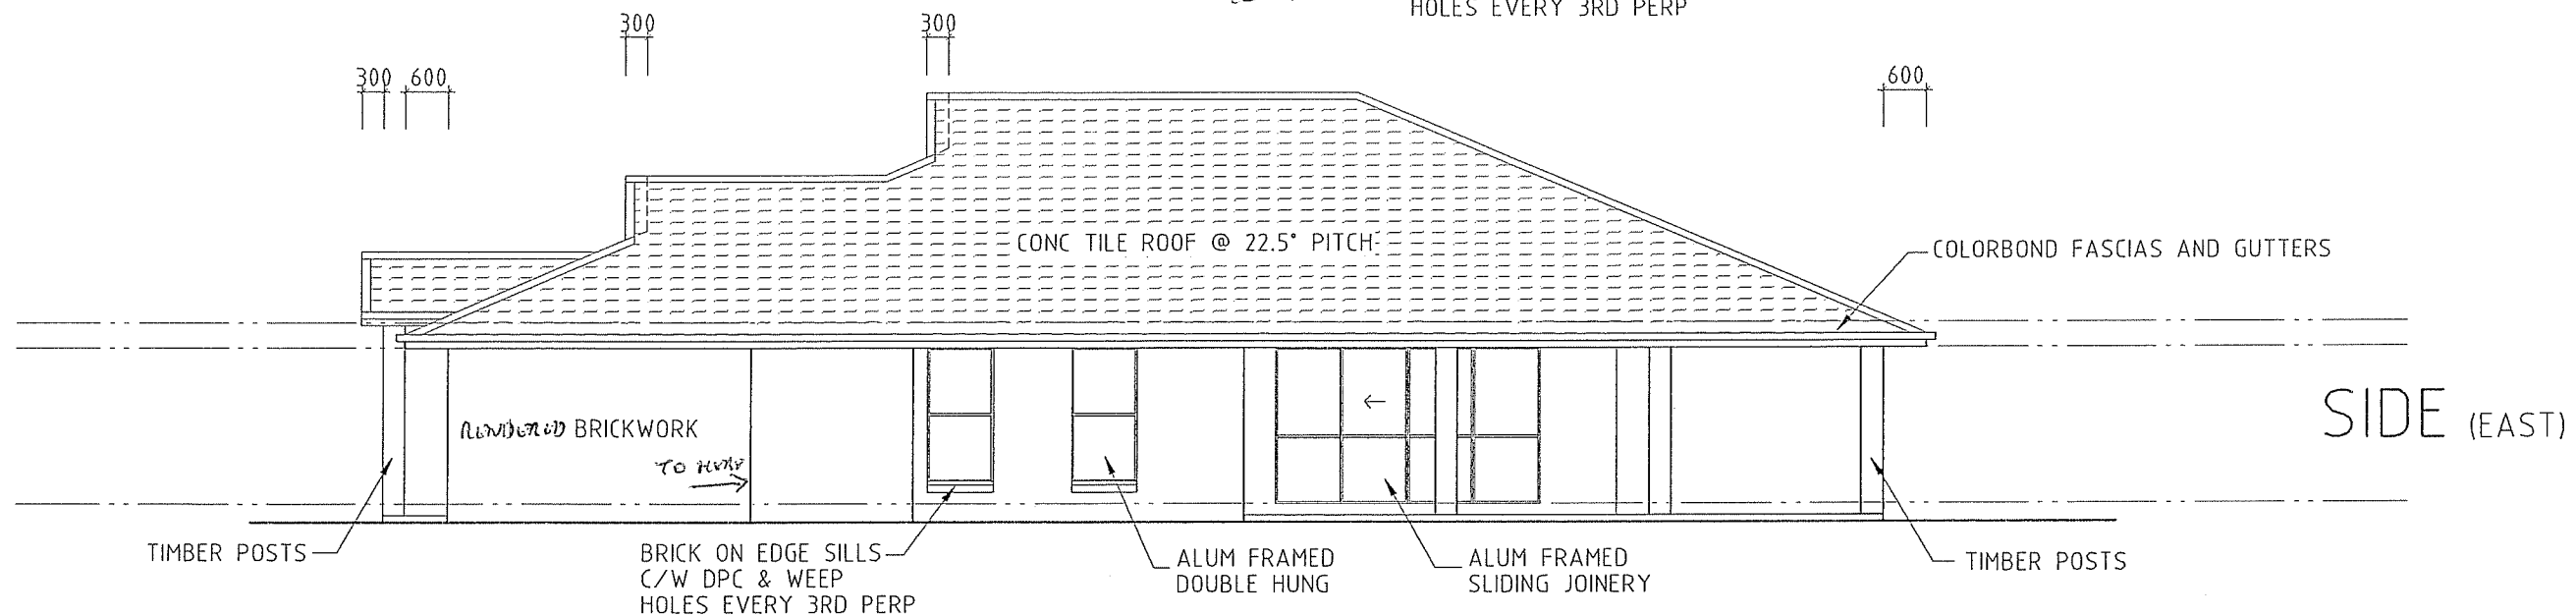 HOLES EVERY 3RD PERP
300
300
300 600
600
CONC TILE ROOF @ 22.5° PITCH
COLORBOND FASCIAS AND GUTTERS
RENDERED BRICKWORK
TO HERE
SIDE (EAST)
TIMBER POSTS
BRICK ON EDGE SILLS
C/W DPC & WEEP
HOLES EVERY 3RD PERP
ALUM FRAMED
DOUBLE HUNG
ALUM FRAMED
SLIDING JOINERY
TIMBER POSTS